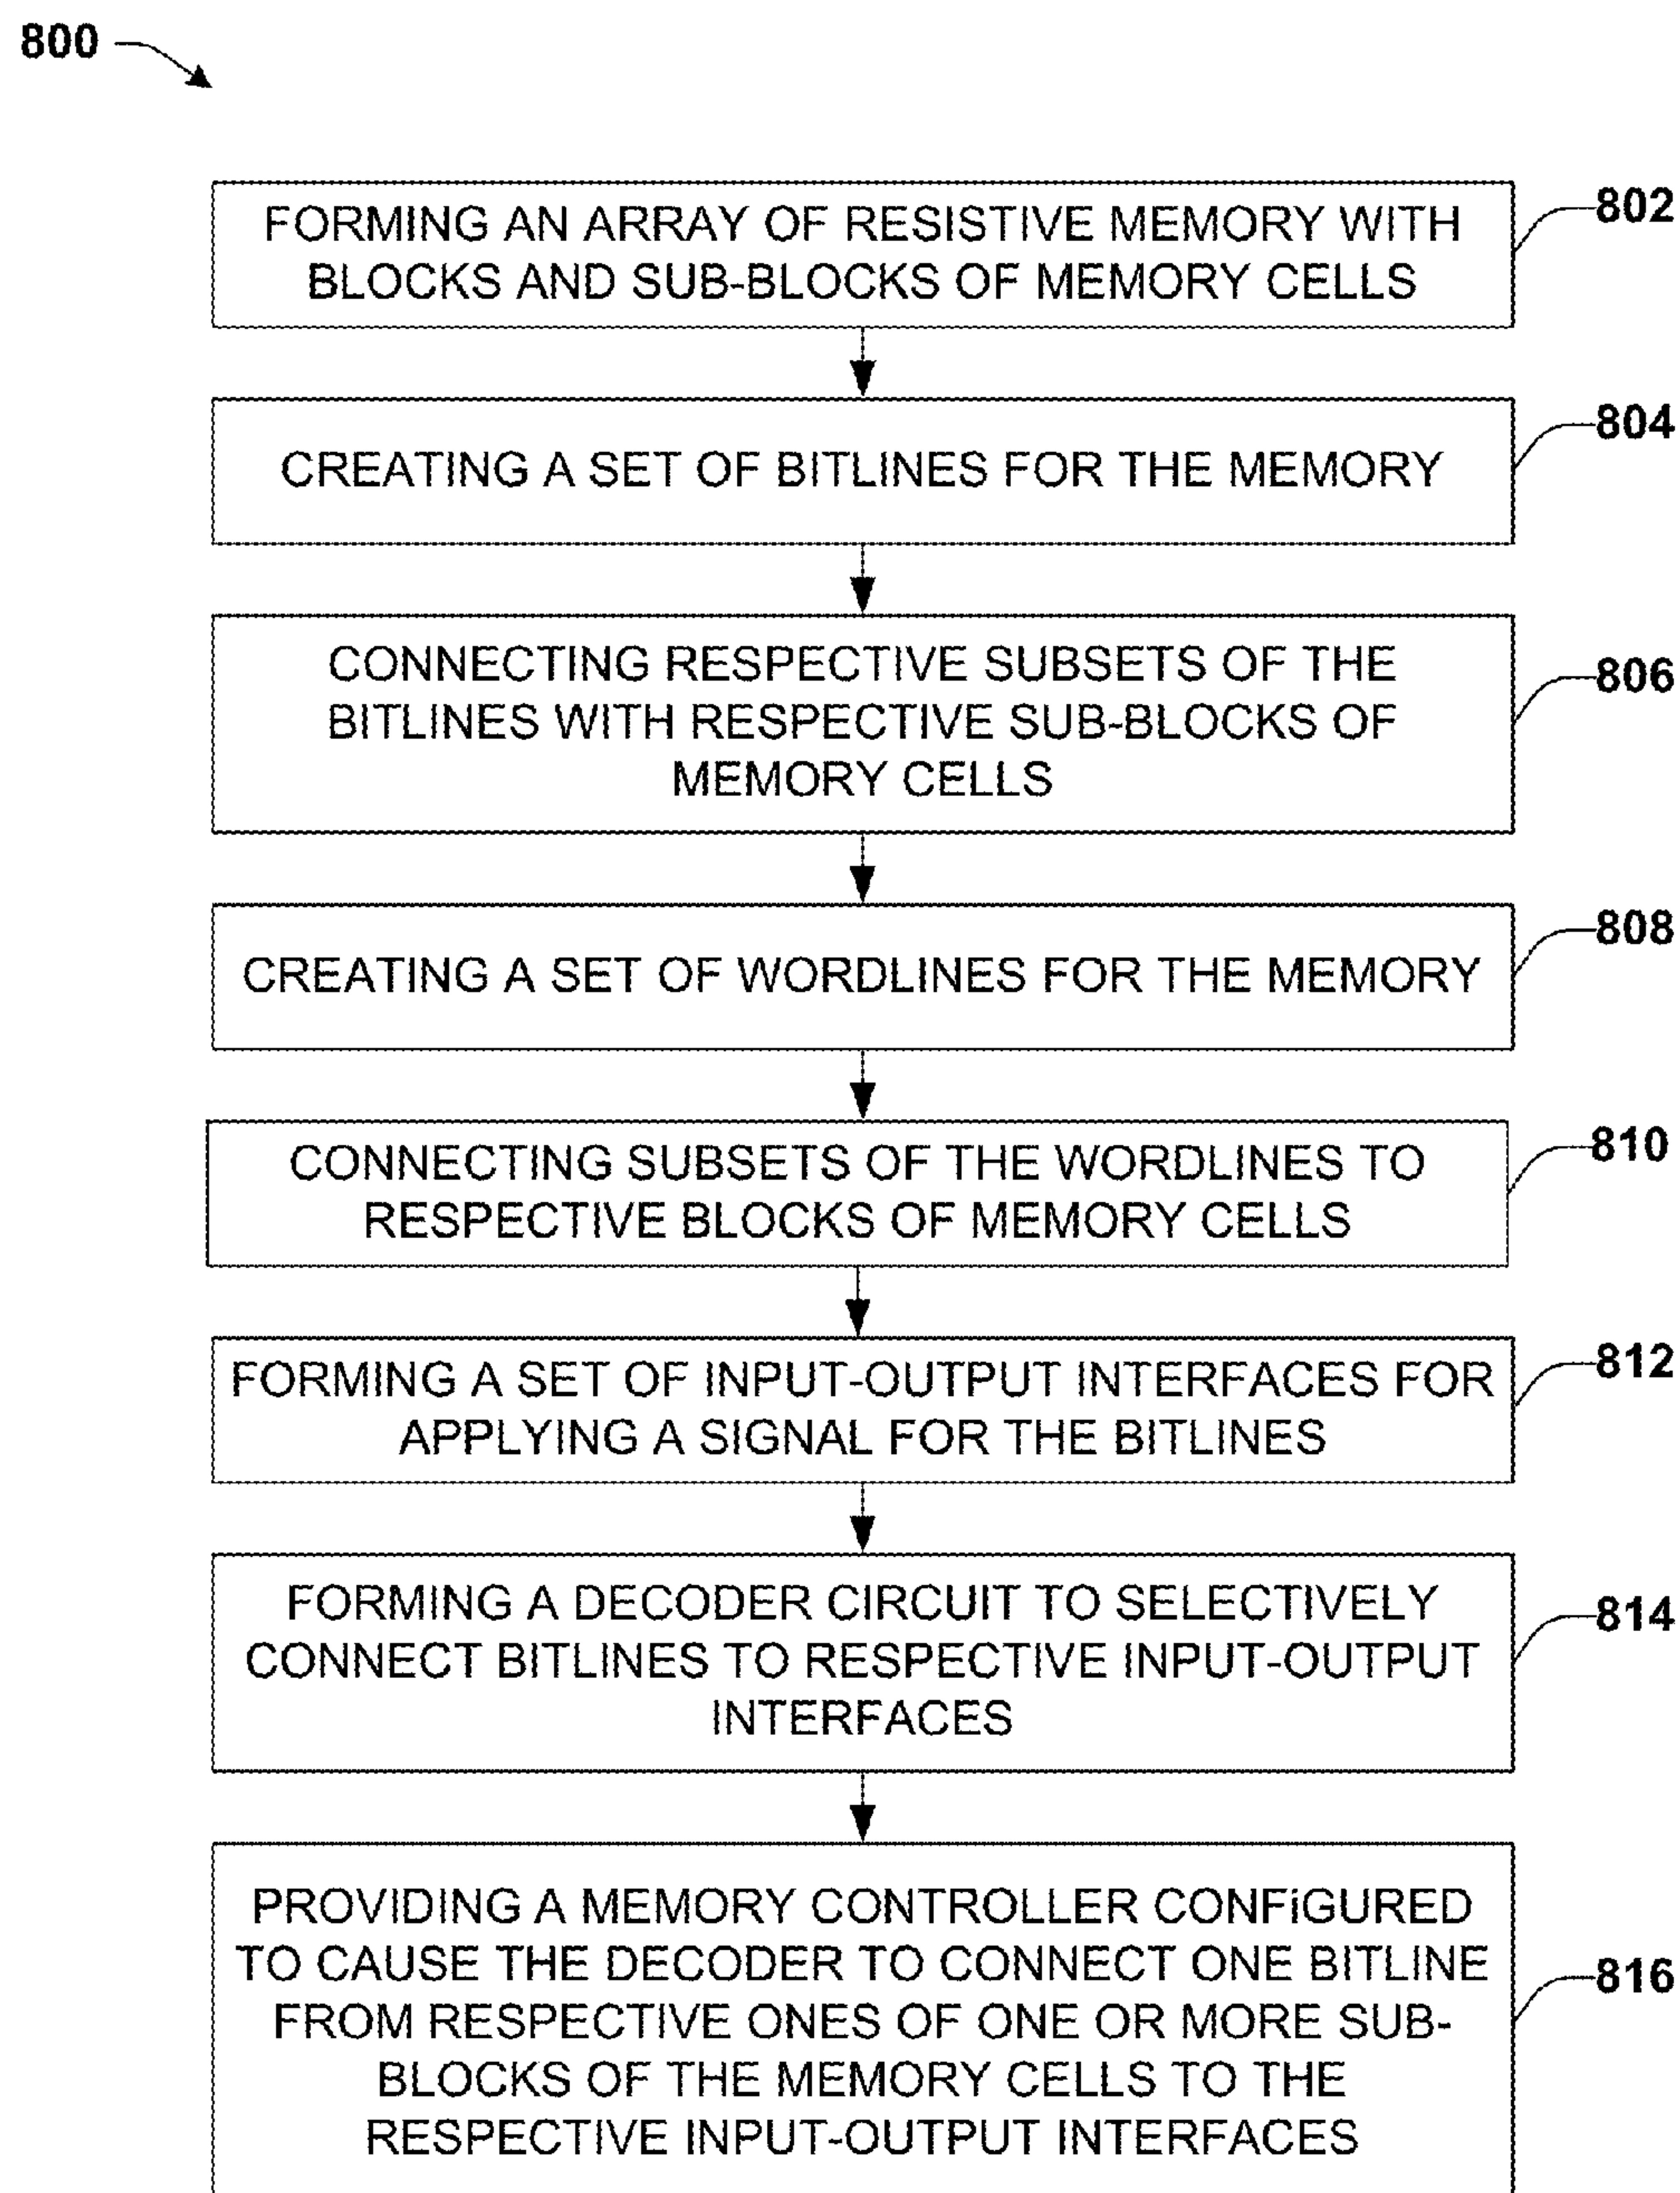 800
FORMING AN ARRAY OF RESISTIVE MEMORY WITH
BLOCKS AND SUB-BLOCKS OF MEMORY CELLS
802
CREATING A SET OF BITLINES FOR THE MEMORY
804
CONNECTING RESPECTIVE SUBSETS OF THE
BITLINES WITH RESPECTIVE SUB-BLOCKS OF
MEMORY CELLS
806
CREATING A SET OF WORDLINES FOR THE MEMORY
808
CONNECTING SUBSETS OF THE WORDLINES TO
RESPECTIVE BLOCKS OF MEMORY CELLS
810
FORMING A SET OF INPUT-OUTPUT INTERFACES FOR
APPLYING A SIGNAL FOR THE BITLINES
812
FORMING A DECODER CIRCUIT TO SELECTIVELY
CONNECT BITLINES TO RESPECTIVE INPUT-OUTPUT
INTERFACES
814
PROVIDING A MEMORY CONTROLLER CONFiGURED
TO CAUSE THE DECODER TO CONNECT ONE BITLINE
FROM RESPECTIVE ONES OF ONE OR MORE SUB-
BLOCKS OF THE MEMORY CELLS TO THE
RESPECTIVE INPUT-OUTPUT INTERFACES
816